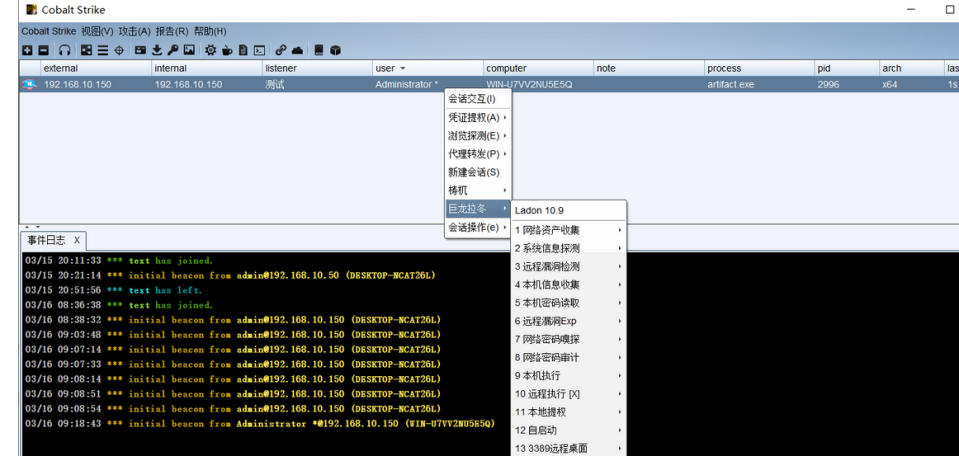 Cobalt Strike
Cobalt Strike 视图(V) 攻击(A) 报告(R) 帮助(H)
external internal listener user computer note process pid arch las
192.168.10.150 192.168.10.150 测试 Administrator * WIN-U7VV2NU5E5Q artifact.exe 2996 x64 1s
会话交互(I)
凭证提权(A)
浏览探测(E)
代理转发(P)
新建会话(S)
梼杌
巨龙拉冬
会话操作(e)
Ladon 10.9
1 网络资产收集
2 系统信息探测
3 远程漏洞检测
4 本机信息收集
5 本机密码读取
6 远程漏洞Exp
7 网络密码嗅探
8 网络密码审计
9 本机执行
10 远程执行 [X]
11 本地提权
12 自启动
13 3389远程桌面
事件日志 X
03/15 20:11:33 *** text has joined.
03/15 20:21:14 *** initial beacon from admin@192.168.10.50 (DESKTOP-NCAT26L)
03/15 20:51:56 *** text has left.
03/16 08:36:38 *** text has joined.
03/16 08:38:32 *** initial beacon from admin@192.168.10.150 (DESKTOP-NCAT26L)
03/16 09:03:48 *** initial beacon from admin@192.168.10.150 (DESKTOP-NCAT26L)
03/16 09:07:14 *** initial beacon from admin@192.168.10.150 (DESKTOP-NCAT26L)
03/16 09:07:33 *** initial beacon from admin@192.168.10.150 (DESKTOP-NCAT26L)
03/16 09:08:14 *** initial beacon from admin@192.168.10.150 (DESKTOP-NCAT26L)
03/16 09:08:51 *** initial beacon from admin@192.168.10.150 (DESKTOP-NCAT26L)
03/16 09:08:54 *** initial beacon from admin@192.168.10.150 (DESKTOP-NCAT26L)
03/16 09:18:43 *** initial beacon from Administrator *@192.168.10.150 (WIN-U7VV2NU5E5Q)